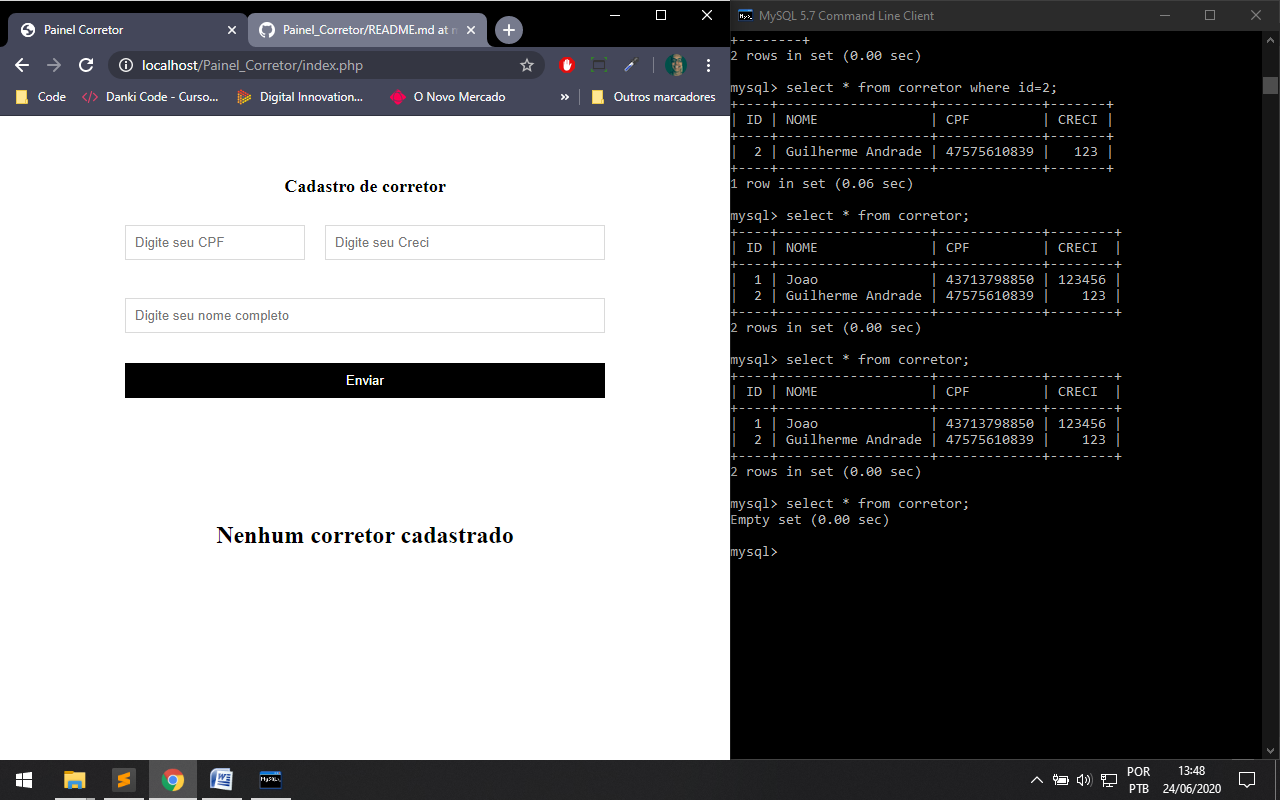 Painel Corretor
Painel_Corretor/README.md at m
localhost/Painel_Corretor/index.php
Code
Danki Code - Curso...
Digital Innovation...
O Novo Mercado
»
Outros marcadores
Cadastro de corretor
Digite seu CPF
Digite seu Creci
Digite seu nome completo
Enviar
Nenhum corretor cadastrado
MySQL 5.7 Command Line Client
+--------+
2 rows in set (0.00 sec)
mysql> select * from corretor where id=2;
+----+-------------------+-------------+-------+
| ID | NOME              | CPF         | CRECI |
+----+-------------------+-------------+-------+
|  2 | Guilherme Andrade | 47575610839 |   123 |
+----+-------------------+-------------+-------+
1 row in set (0.06 sec)
mysql> select * from corretor;
+----+-------------------+-------------+--------+
| ID | NOME              | CPF         | CRECI  |
+----+-------------------+-------------+--------+
|  1 | Joao              | 43713798850 | 123456 |
|  2 | Guilherme Andrade | 47575610839 |    123 |
+----+-------------------+-------------+--------+
2 rows in set (0.00 sec)
mysql> select * from corretor;
+----+-------------------+-------------+--------+
| ID | NOME              | CPF         | CRECI  |
+----+-------------------+-------------+--------+
|  1 | Joao              | 43713798850 | 123456 |
|  2 | Guilherme Andrade | 47575610839 |    123 |
+----+-------------------+-------------+--------+
2 rows in set (0.00 sec)
mysql> select * from corretor;
Empty set (0.00 sec)
mysql>
POR
PTB
13:48
24/06/2020